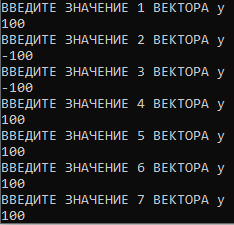 ВВЕДИТЕ ЗНАЧЕНИЕ 1 ВЕКТОРА y
100
ВВЕДИТЕ ЗНАЧЕНИЕ 2 ВЕКТОРА y
-100
ВВЕДИТЕ ЗНАЧЕНИЕ 3 ВЕКТОРА y
-100
ВВЕДИТЕ ЗНАЧЕНИЕ 4 ВЕКТОРА y
100
ВВЕДИТЕ ЗНАЧЕНИЕ 5 ВЕКТОРА y
100
ВВЕДИТЕ ЗНАЧЕНИЕ 6 ВЕКТОРА y
100
ВВЕДИТЕ ЗНАЧЕНИЕ 7 ВЕКТОРА y
100